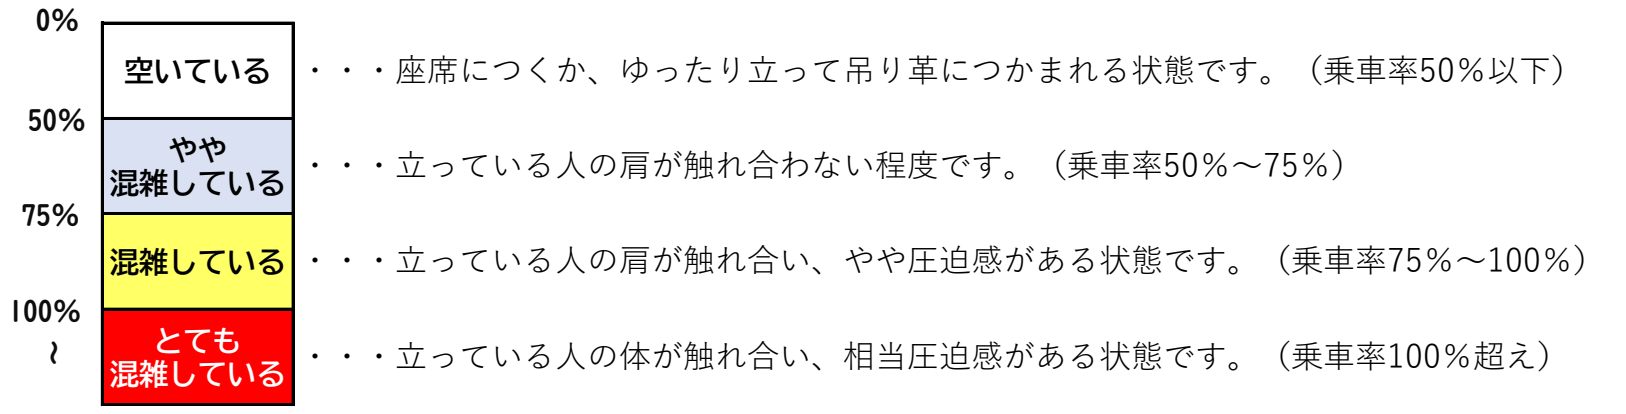 0%
空いている ・・・座席につくか、ゆったり立って吊り革につかまれる状態です。（乗車率50％以下）
50%
やや
混雑している ・・・立っている人の肩が触れ合わない程度です。（乗車率50％～75％）
75%
混雑している ・・・立っている人の肩が触れ合い、やや圧迫感がある状態です。（乗車率75％～100％）
100%
~
とても
混雑している ・・・立っている人の体が触れ合い、相当圧迫感がある状態です。（乗車率100％超え）